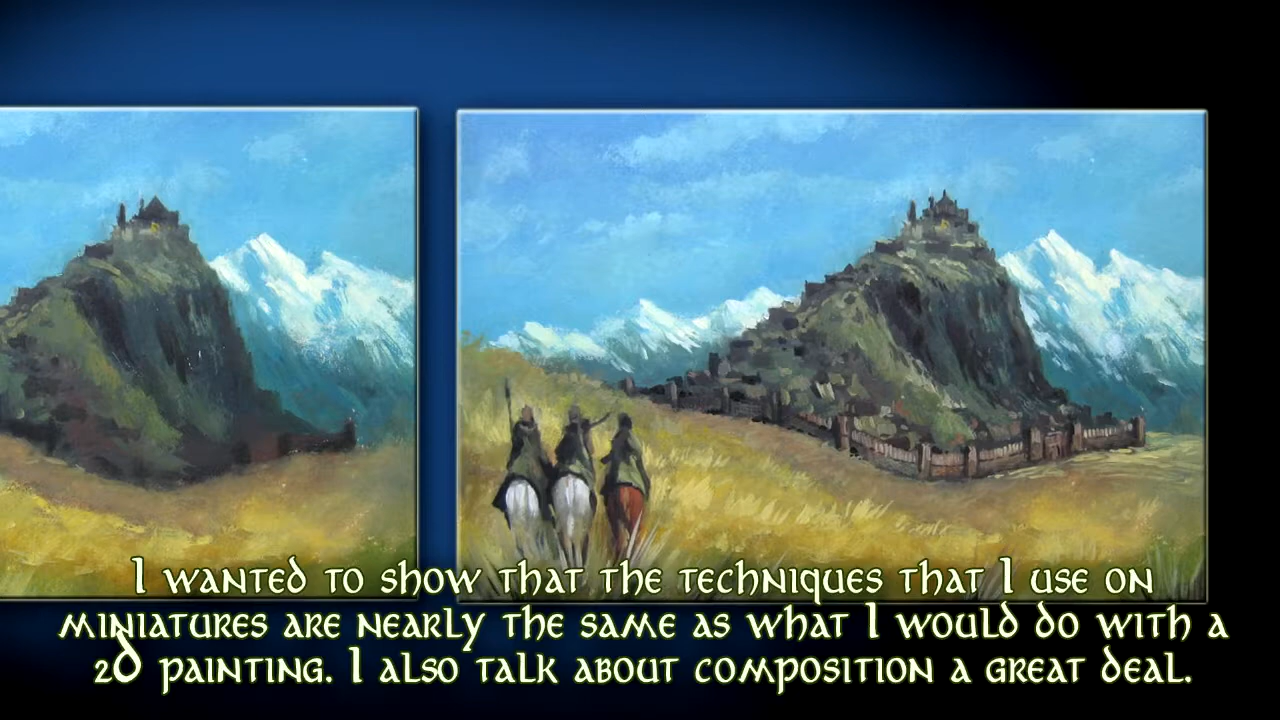 I wanted to show that the techniques that I use on
miniatures are nearly the same as what I would do with a
2D painting. I also talk about composition a great deal.